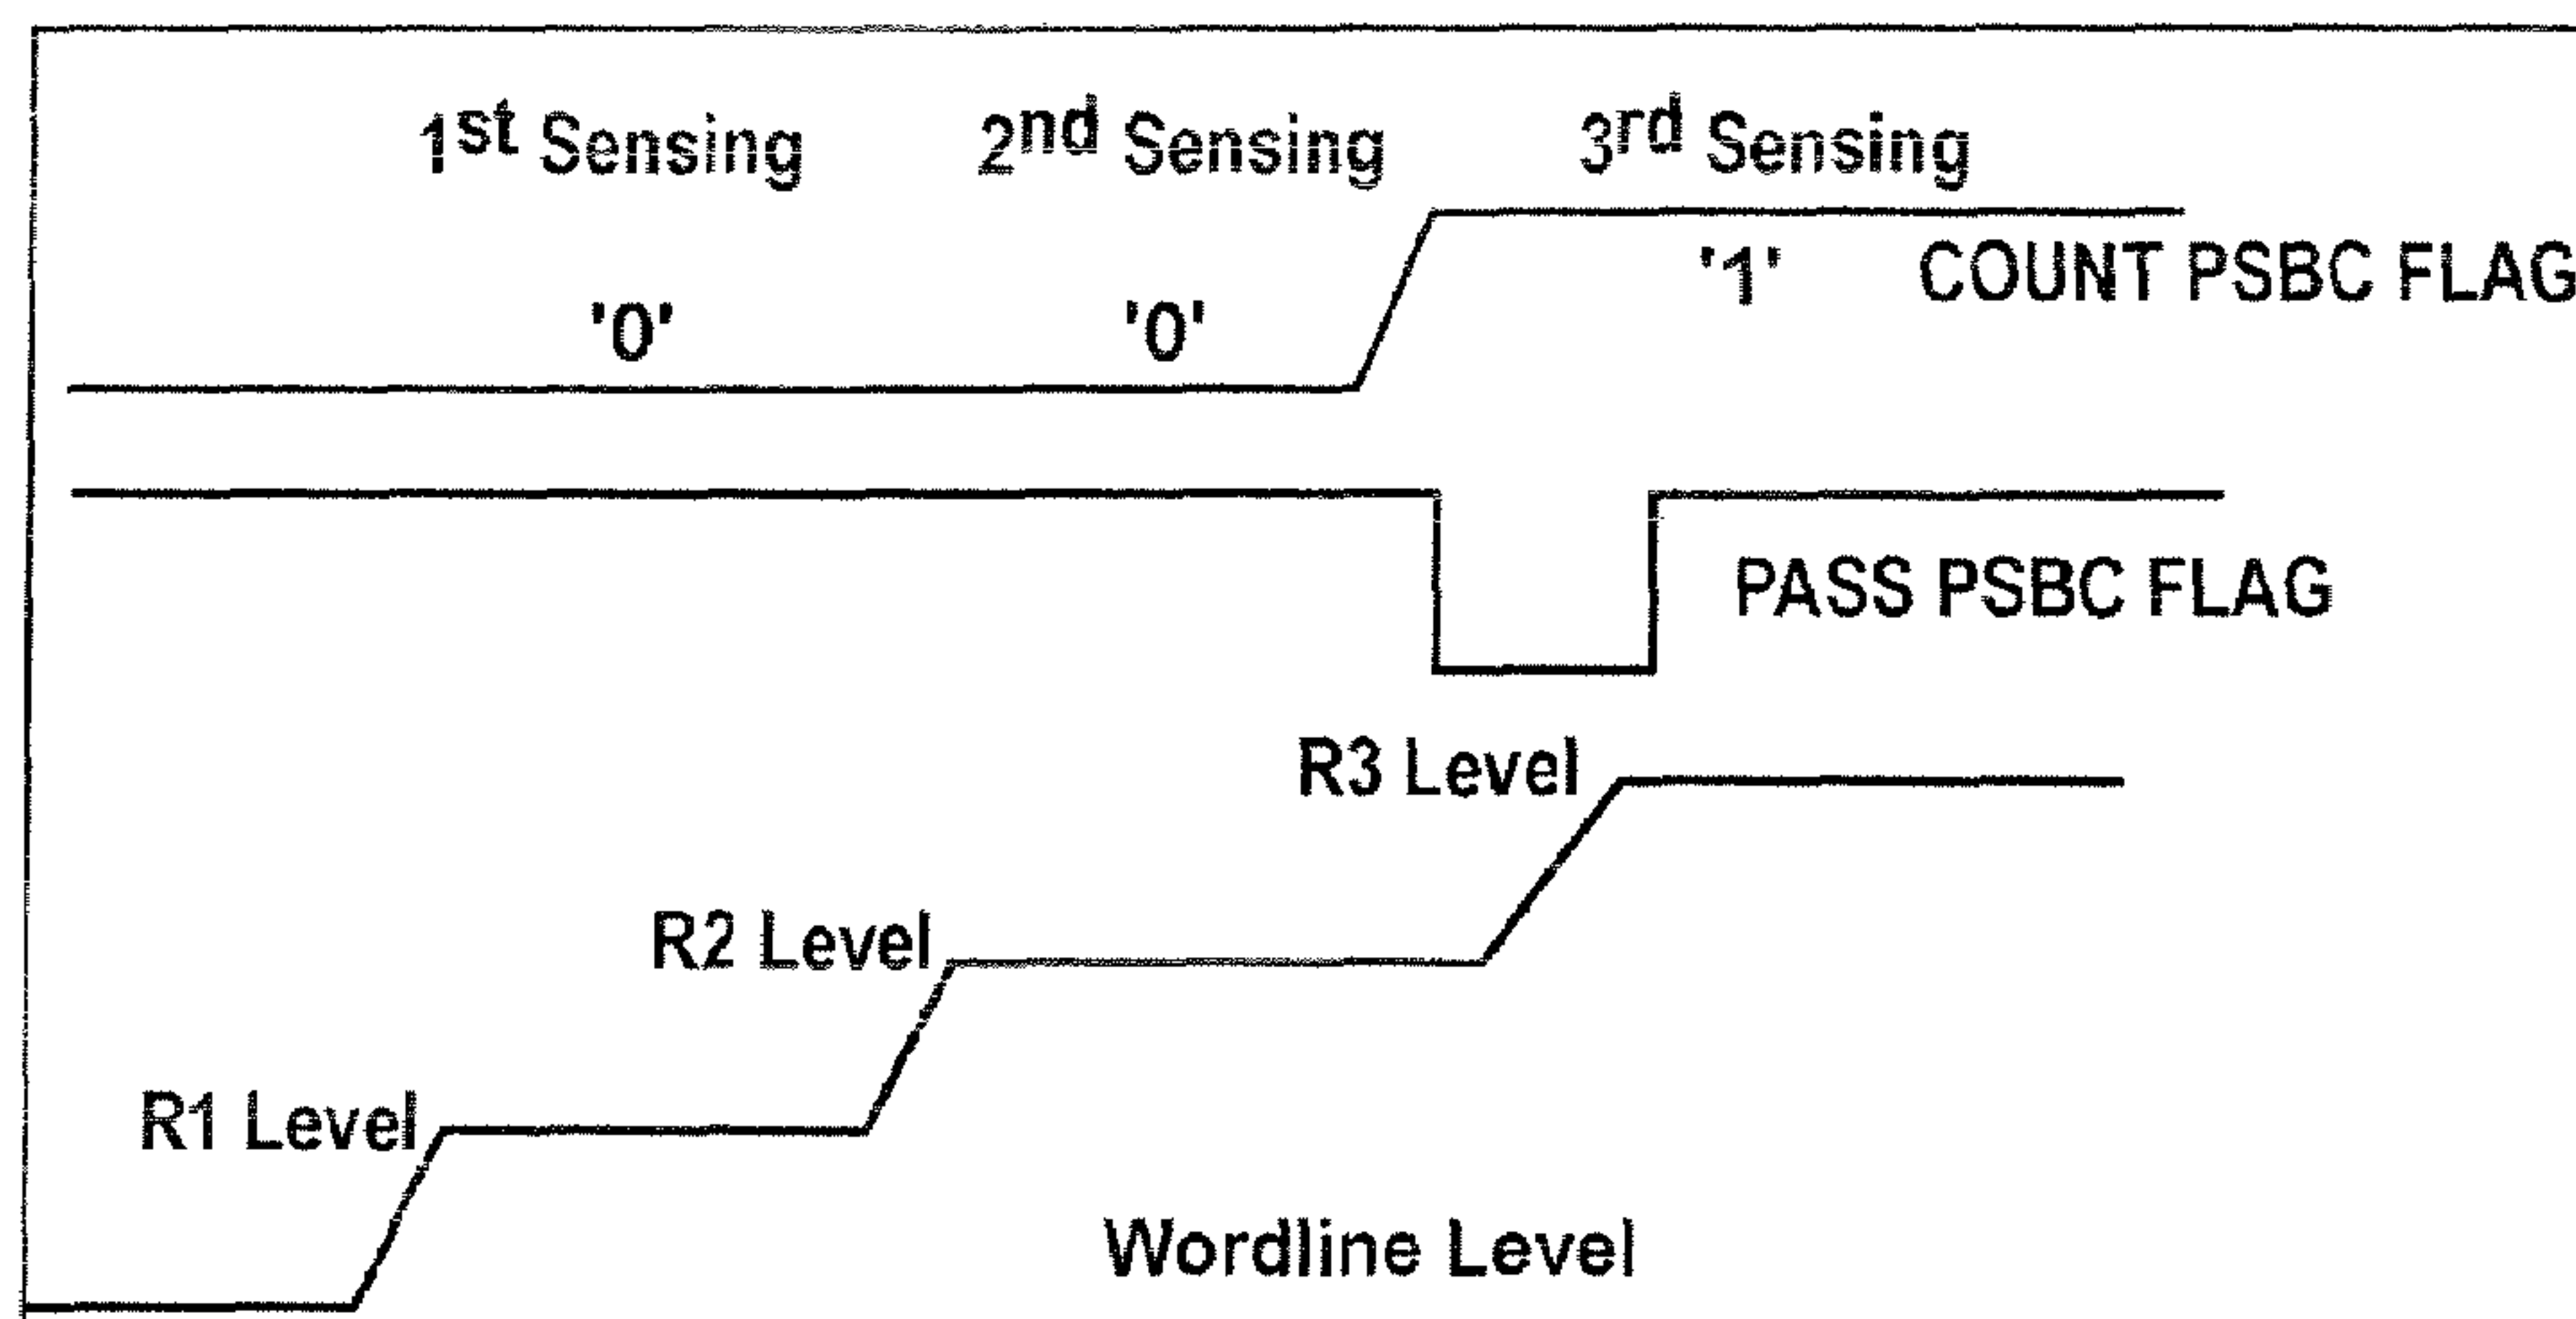 1st Sensing 2nd Sensing 3rd Sensing
'0' '0' '1' COUNT PSBC FLAG
PASS PSBC FLAG
R3 Level
R2 Level
R1 Level
Wordline Level